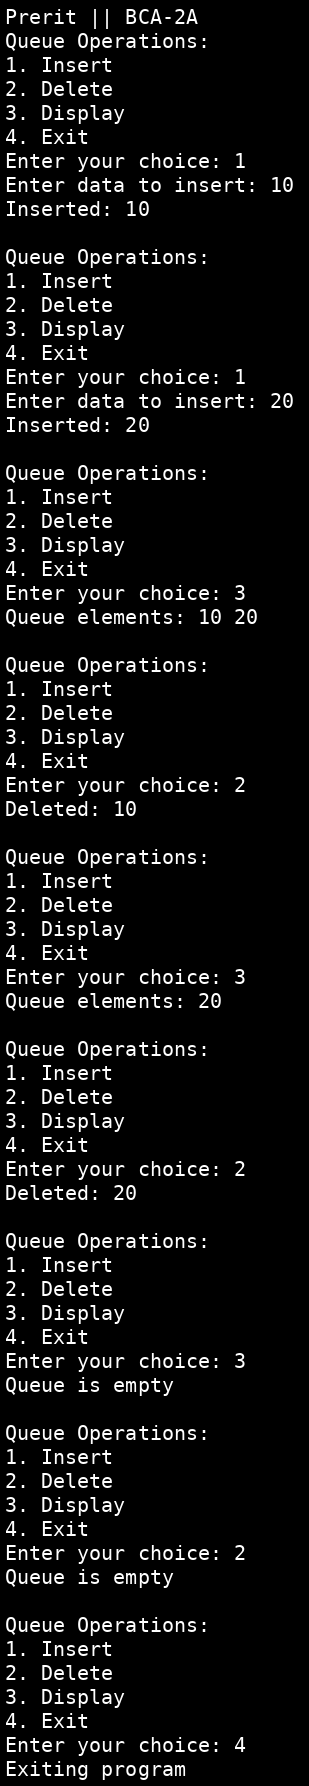 Prerit || BCA-2A
Queue Operations:
1. Insert
2. Delete
3. Display
4. Exit
Enter your choice: 1
Enter data to insert: 10
Inserted: 10

Queue Operations:
1. Insert
2. Delete
3. Display
4. Exit
Enter your choice: 1
Enter data to insert: 20
Inserted: 20

Queue Operations:
1. Insert
2. Delete
3. Display
4. Exit
Enter your choice: 3
Queue elements: 10 20

Queue Operations:
1. Insert
2. Delete
3. Display
4. Exit
Enter your choice: 2
Deleted: 10

Queue Operations:
1. Insert
2. Delete
3. Display
4. Exit
Enter your choice: 3
Queue elements: 20

Queue Operations:
1. Insert
2. Delete
3. Display
4. Exit
Enter your choice: 2
Deleted: 20

Queue Operations:
1. Insert
2. Delete
3. Display
4. Exit
Enter your choice: 3
Queue is empty

Queue Operations:
1. Insert
2. Delete
3. Display
4. Exit
Enter your choice: 2
Queue is empty

Queue Operations:
1. Insert
2. Delete
3. Display
4. Exit
Enter your choice: 4
Exiting program